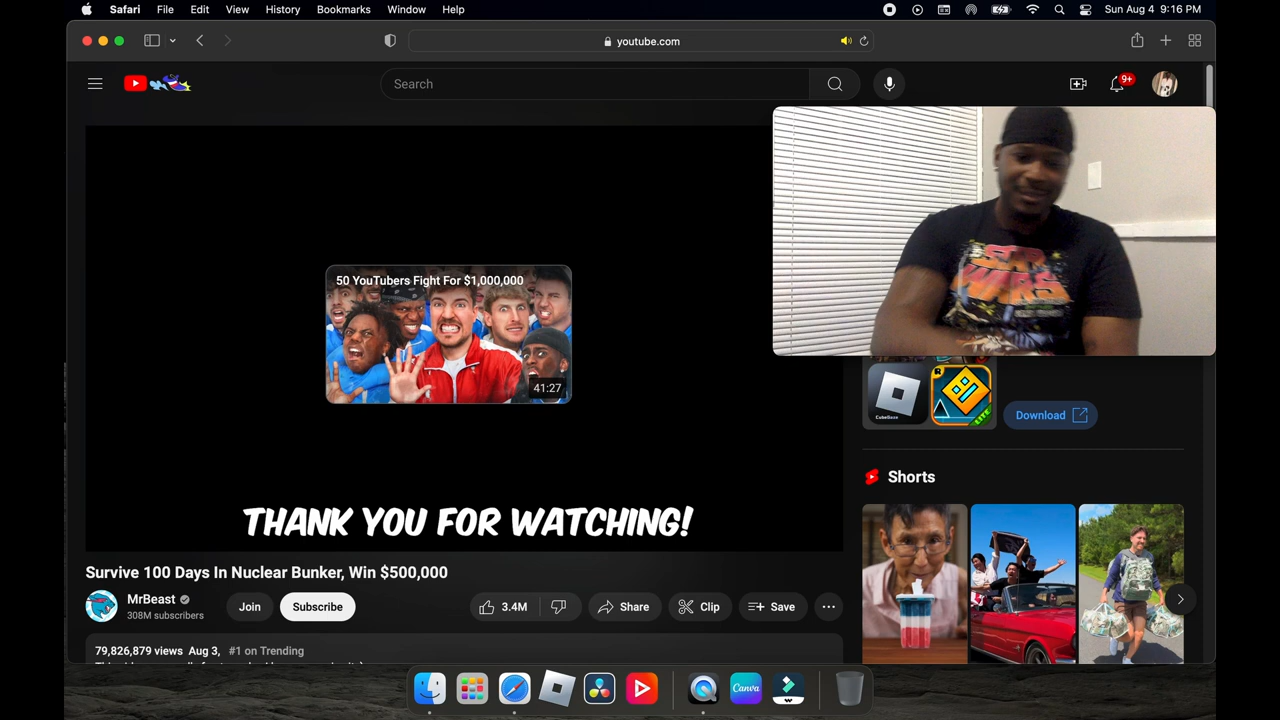 Safari File Edit View History Bookmarks Window Help Sun Aug 4 9:16 PM
youtube.com
Search
9+
STAR
WARS
50 YouTubers Fight For $1,000,000
41:27
Download
Shorts
THANK YOU FOR WATCHING!
Survive 100 Days In Nuclear Bunker, Win $500,000
MrBeast
308M subscribers
Join
Subscribe
3.4M
Share
Clip
Save
79,826,879 views Aug 3, #1 on Trending
Canva